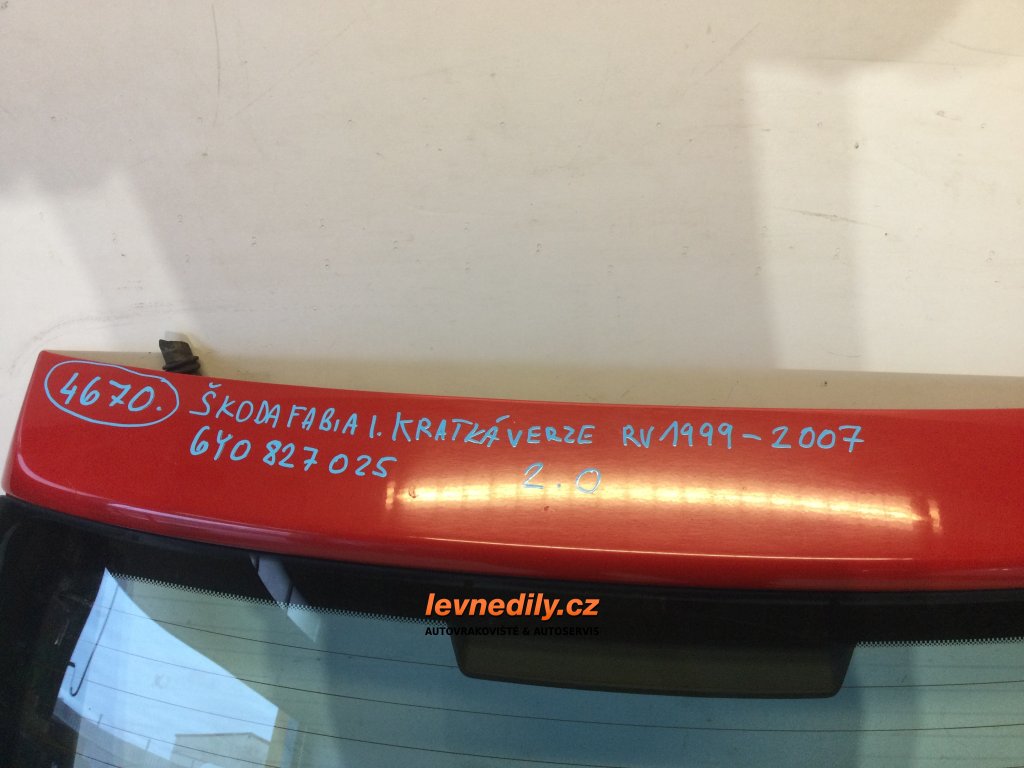 4670.
ŠKODA FABIA I. KRATKÁ VERZE RV 1999 - 2007
6Y0 827 025
2.0
levnedily.cz
AUTOVRAKOVIŠTĚ & AUTOSERVIS